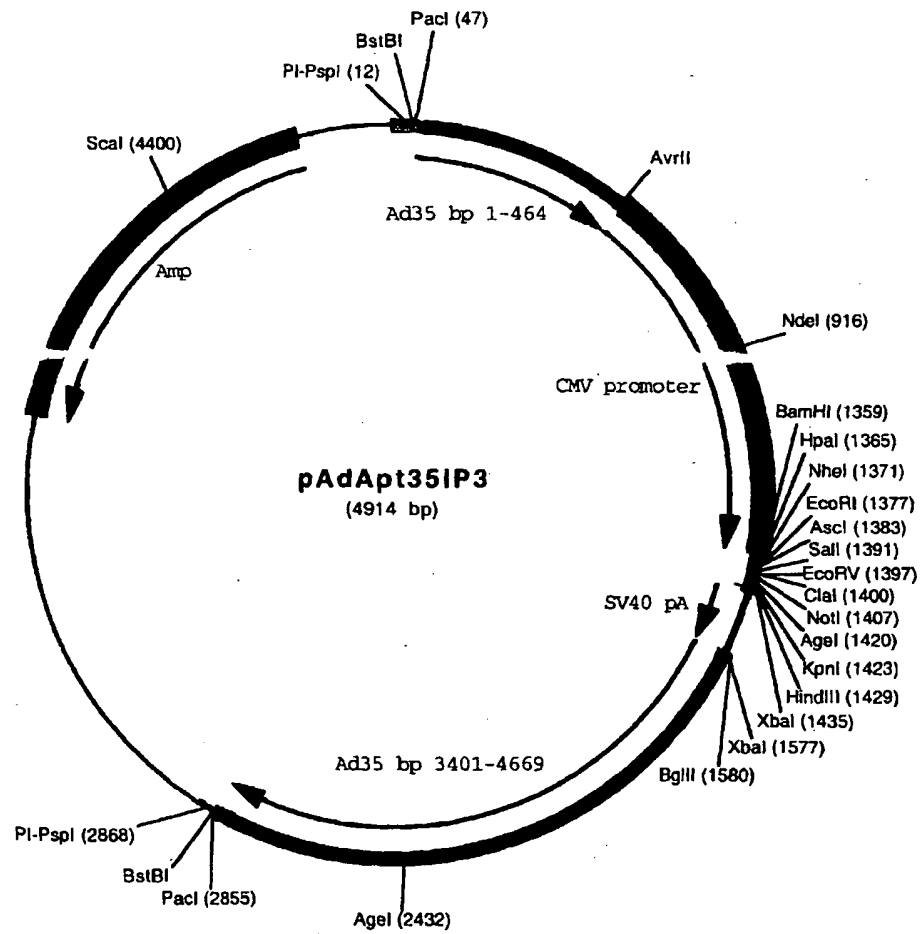 PacI (47)
BstBI
PI-PspI (12)
ScaI (4400)
AvrII
Ad35 bp 1-464
Amp
NdeI (916)
CMV promoter
BamHI (1359)
HpaI (1365)
NheI (1371)
pAdApt35IP3
EcoRI (1377)
(4914 bp)
AscI (1383)
SalI (1391)
EcoRV (1397)
SV40 pA
ClaI (1400)
NotI (1407)
AgeI (1420)
KpnI (1423)
HindIII (1429)
XbaI (1435)
XbaI (1577)
Ad35 bp 3401-4669
BglII (1580)
PI-PspI (2868)
BstBI
PacI (2855)
AgeI (2432)